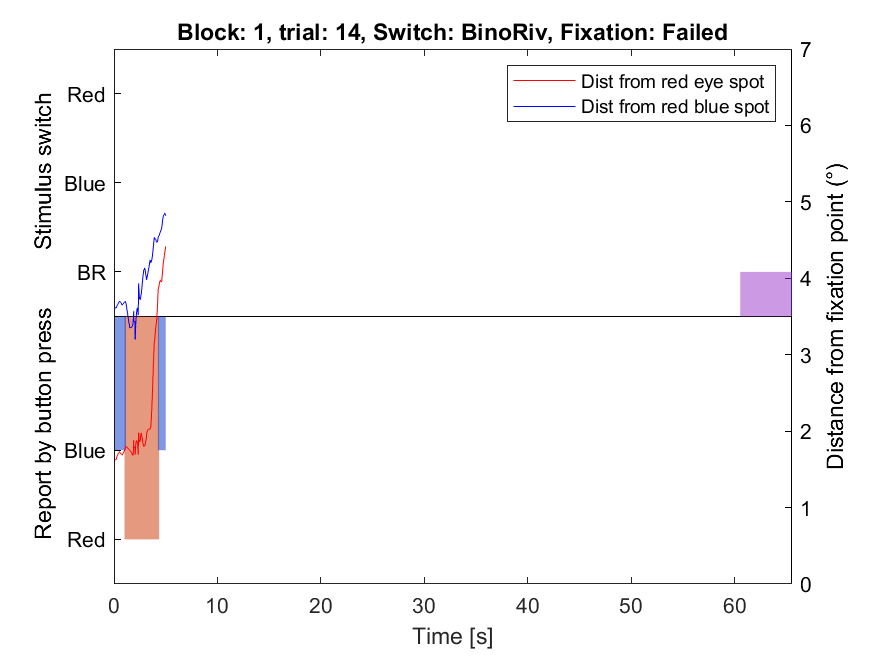 Block: 1, trial: 14, Switch: BinoRiv, Fixation: Failed
Dist from red eye spot
Dist from red blue spot
Stimulus switch
Red
Blue
BR
Report by button press
Blue
Red
7
6
5
4
3
2
1
0
Distance from fixation point (°)
0 10 20 30 40 50 60
Time [s]